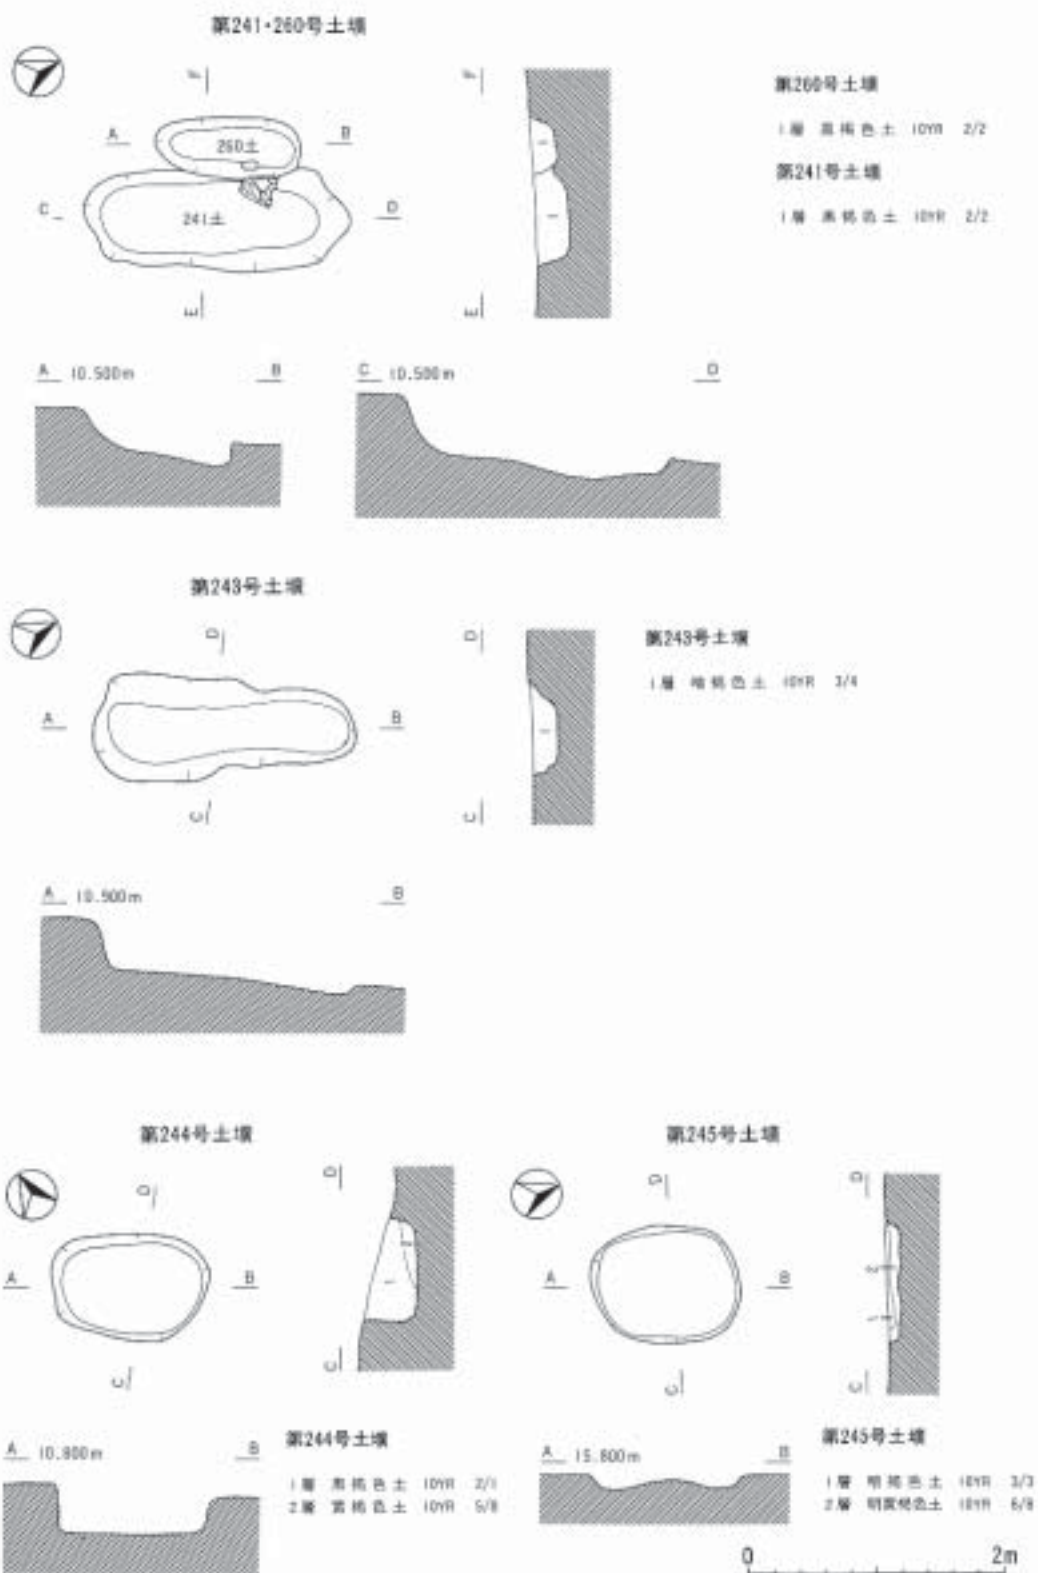 第241・260号土壙
F
A
260土
B
C
241土
D
E
F
E
第260号土壙
1層 黒褐色土 10YR 2/2
第241号土壙
1層 黒褐色土 10YR 2/2
A 10.500m B
C 10.500m D
第243号土壙
D
A
B
C
D
1
C
第243号土壙
1層 暗褐色土 10YR 3/4
A 10.900m B
第244号土壙
D
A
B
C
D
2
1
C
第245号土壙
D
A
B
C
D
2
1
C
A 10.800m B
第244号土壙
1層 黒褐色土 10YR 2/1
2層 黄褐色土 10YR 5/8
A 15.800m B
第245号土壙
1層 暗褐色土 10YR 3/3
2層 明黄褐色土 10YR 6/8
0 2m